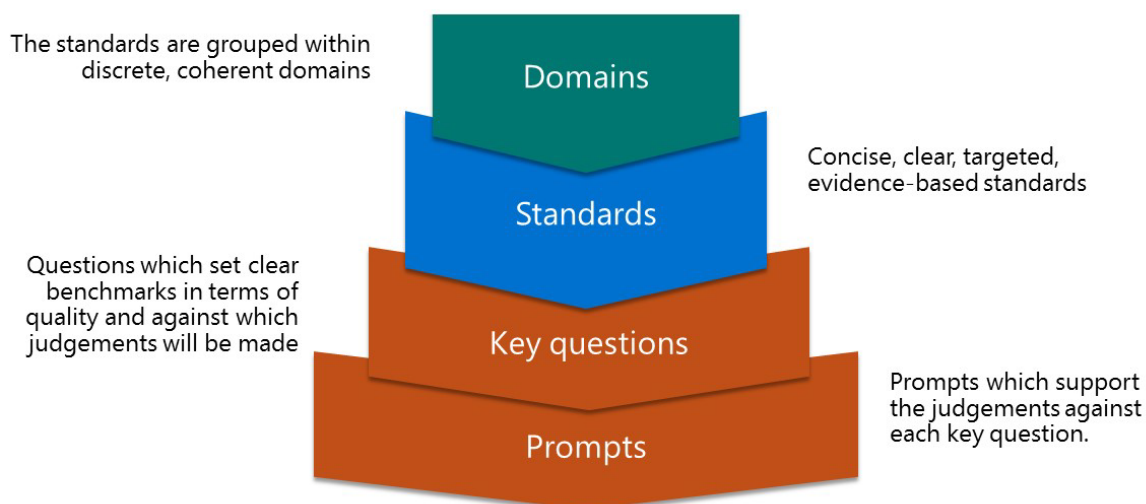 The standards are grouped within
discrete, coherent domains
Domains
Concise, clear, targeted,
evidence-based standards
Standards
Questions which set clear
benchmarks in terms of
quality and against which
judgements will be made
Key questions
Prompts which support
the judgements against
each key question.
Prompts